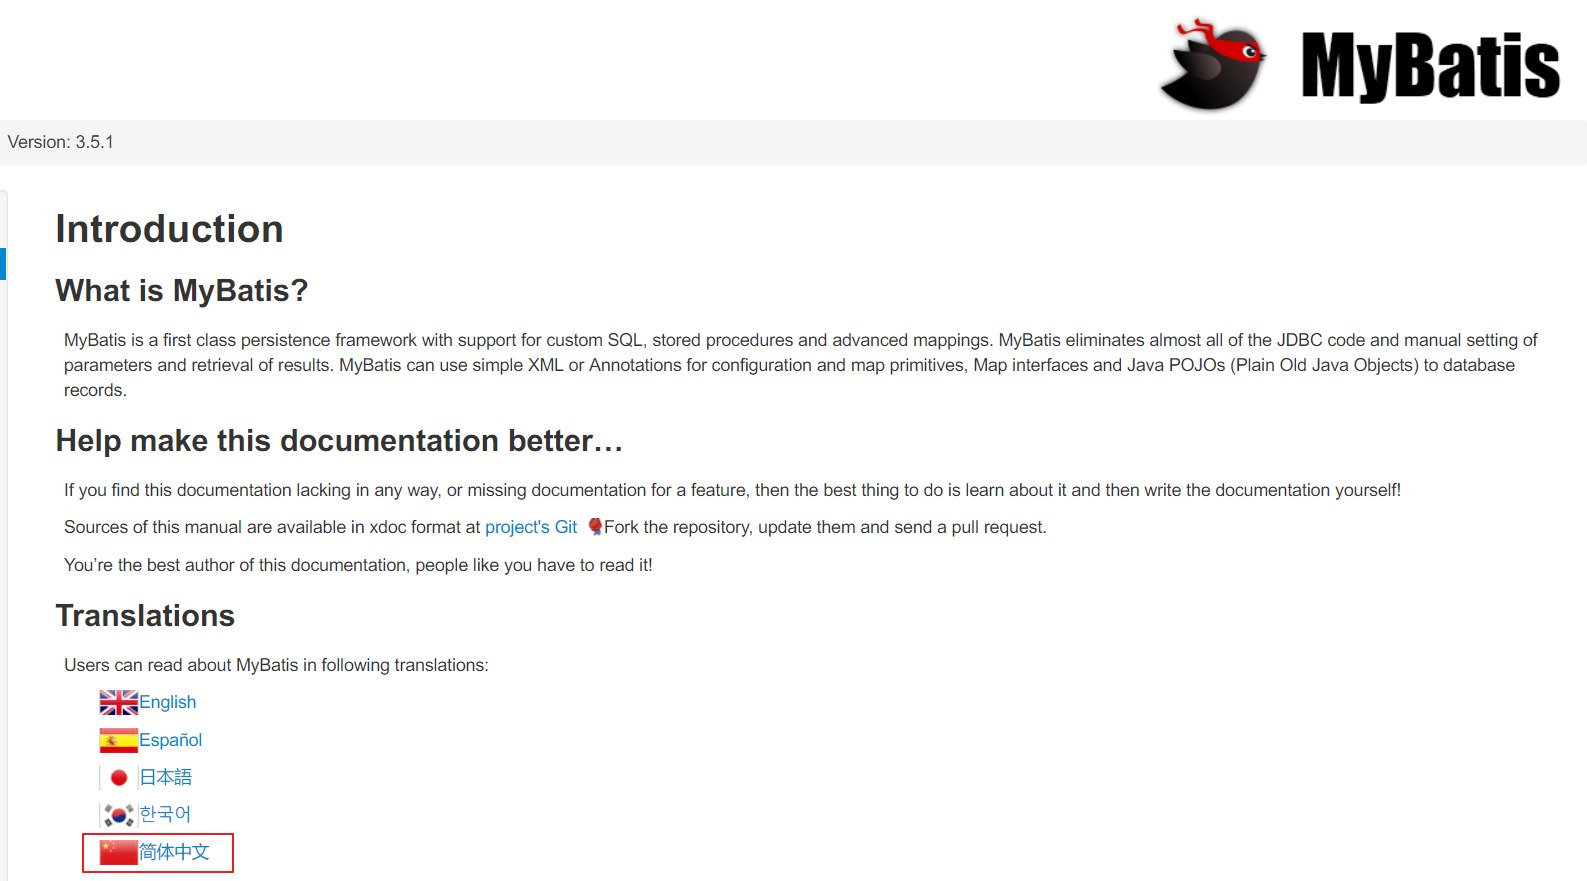 MyBatis
Version: 3.5.1
Introduction
What is MyBatis?
MyBatis is a first class persistence framework with support for custom SQL, stored procedures and advanced mappings. MyBatis eliminates almost all of the JDBC code and manual setting of
parameters and retrieval of results. MyBatis can use simple XML or Annotations for configuration and map primitives, Map interfaces and Java POJOs (Plain Old Java Objects) to database
records.
Help make this documentation better…
If you find this documentation lacking in any way, or missing documentation for a feature, then the best thing to do is learn about it and then write the documentation yourself!
Sources of this manual are available in xdoc format at project's Git Fork the repository, update them and send a pull request.
You’re the best author of this documentation, people like you have to read it!
Translations
Users can read about MyBatis in following translations:
English
Español
日本語
한국어
简体中文